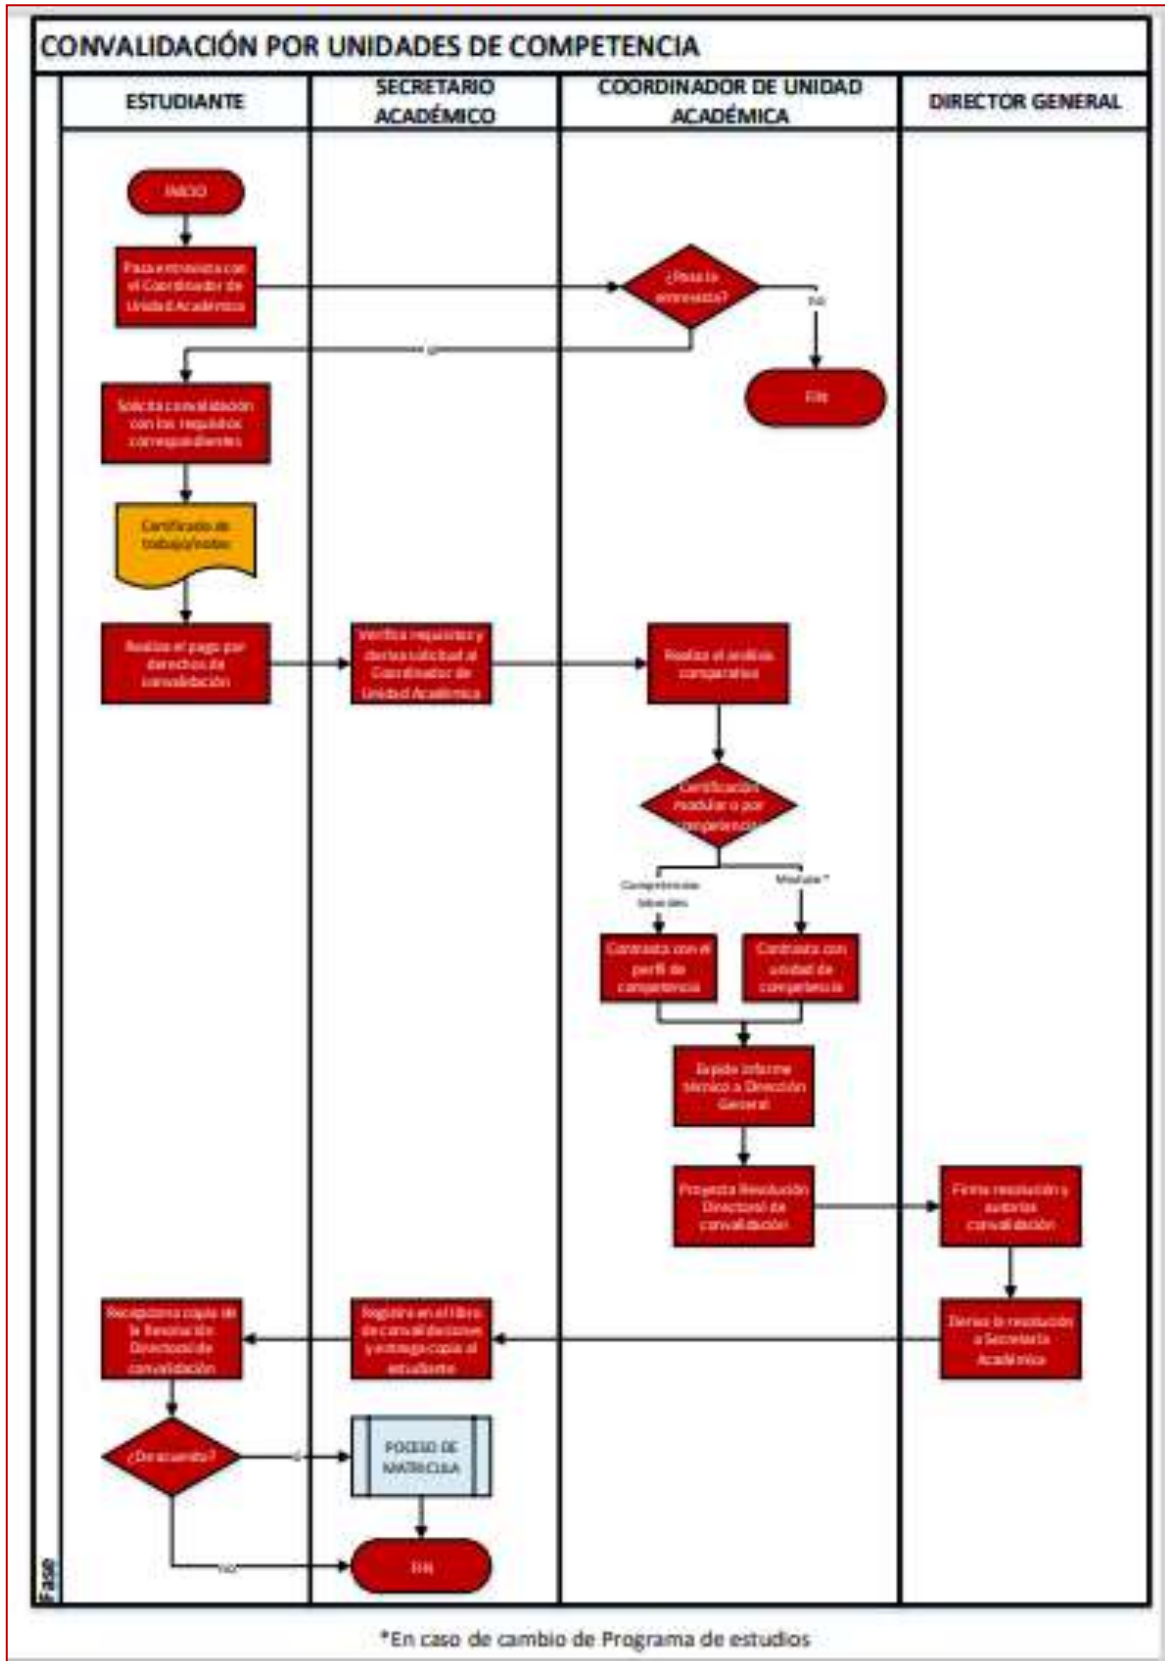 CONVALIDACIÓN POR UNIDADES DE COMPETENCIA
ESTUDIANTE
SECRETARIO
ACADÉMICO
COORDINADOR DE UNIDAD
ACADÉMICA
DIRECTOR GENERAL
INICIO
Pasa entrevista con
el Coordinador de
Unidad Académica
¿Pasa la
entrevista?
no
FIN
Solicita convalidación
con los requisitos
correspondientes
Certificado de
trabajo/notas
Realiza el pago por
derechos de
convalidación
Verifica requisitos y
deriva solicitud al
Coordinador de
Unidad Académica
Realiza el análisis
comparativo
Certificación
modular o por
competencias
Competencias
laborales
Modular*
Contrasta con el
perfil de
competencia
Contrasta con
unidad de
competencia
Expide informe
técnico a Dirección
General
Proyecta Resolución
Directoral de
convalidación
Firma resolución y
autoriza
convalidación
Deriva la resolución
a Secretaría
Académica
Registra en el libro
de convalidaciones
y entrega copia al
estudiante
Recepciona copia de
la Resolución
Directoral de
convalidación
¿De acuerdo?
POCESO DE
MATRICULA
no
FIN
Fase
*En caso de cambio de Programa de estudios